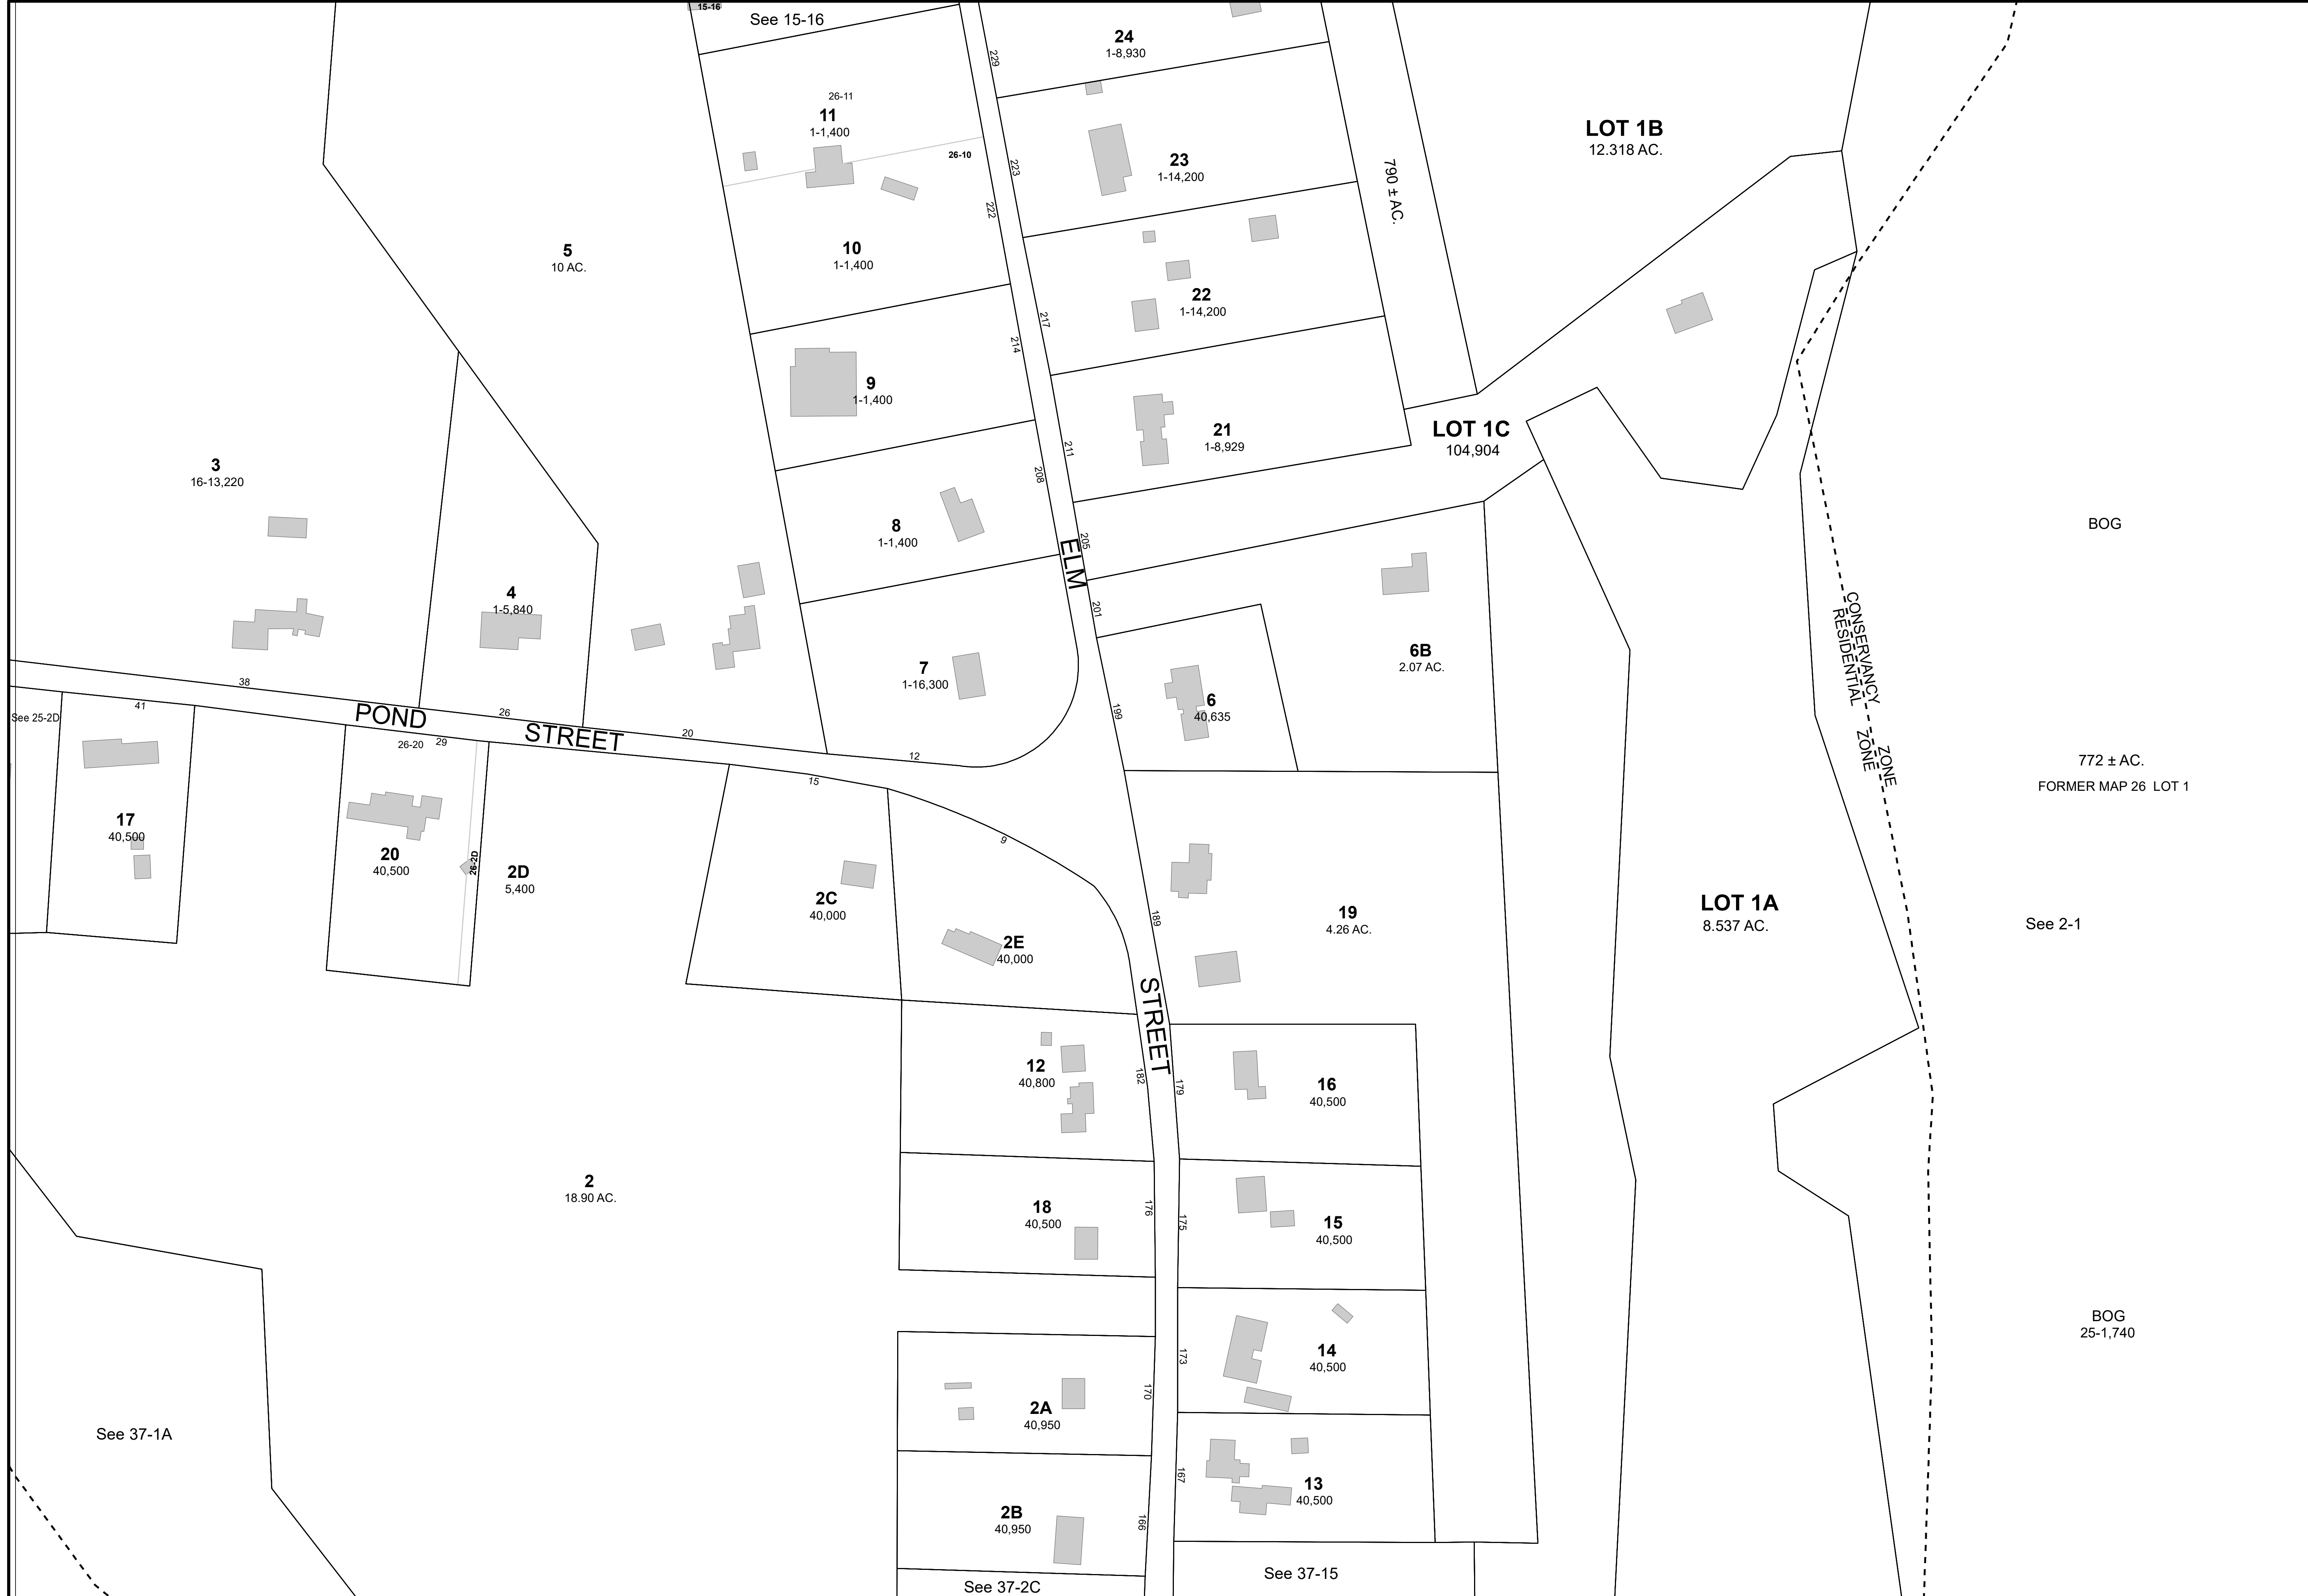 15-16
See 15-16
24
1-8,930
229
26-11
11
1-1,400
26-10
LOT 1B
12.318 AC.
23
1-14,200
223
222
790 ± AC.
5
10 AC.
10
1-1,400
22
1-14,200
217
214
9
1-1,400
21
1-8,929
211
LOT 1C
104,904
3
16-13,220
208
8
1-1,400
205
BOG
ELM
4
1-5,840
201
CONSERVANCY ZONE
RESIDENTIAL ZONE
6B
2.07 AC.
7
1-16,300
6
40,635
199
38
41
See 25-2D
POND STREET
26
20
12
26-20
29
15
772 ± AC.
FORMER MAP 26 LOT 1
17
40,500
20
40,500
26-2D
2D
5,400
9
2C
40,000
2E
40,000
189
19
4.26 AC.
LOT 1A
8.537 AC.
See 2-1
STREET
12
40,800
182
179
16
40,500
2
18.90 AC.
18
40,500
176
175
15
40,500
BOG
25-1,740
173
14
40,500
170
2A
40,950
See 37-1A
167
13
40,500
2B
40,950
166
See 37-15
See 37-2C